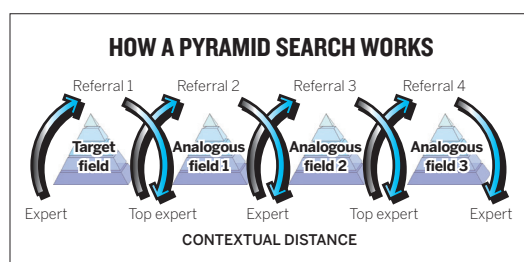 HOW A PYRAMID SEARCH WORKS
Referral 1 Referral 2 Referral 3 Referral 4
Target Analogous Analogous Analogous
field field 1 field 2 field 3
Expert Top expert Expert Top expert Expert
CONTEXTUAL DISTANCE